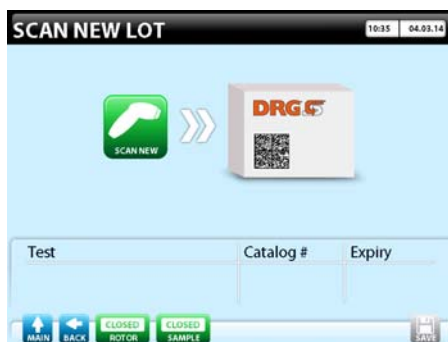 SCAN NEW LOT
10:35 04.03.14
SCAN NEW
DRG
Test Catalog # Expiry
MAIN BACK CLOSED ROTOR CLOSED SAMPLE SAVE